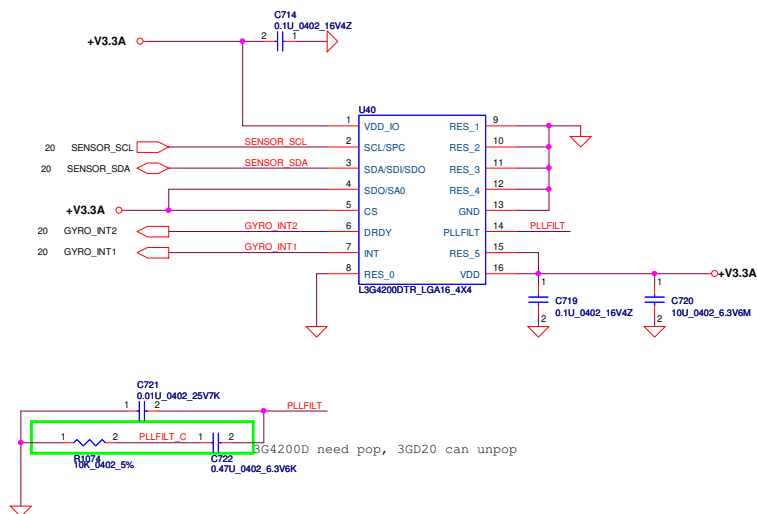 C714
0.1U_0402_16V4Z
+V3.3A
2 1
U40
1 VDD_IO RES_1 9
20 SENSOR_SCL SENSOR_SCL 2 SCL/SPC RES_2 10
20 SENSOR_SDA SENSOR_SDA 3 SDA/SDI/SDO RES_3 11
4 SDO/SA0 RES_4 12
+V3.3A 5 CS GND 13
20 GYRO_INT2 GYRO_INT2 6 DRDY PLLFILT 14 PLLFILT
20 GYRO_INT1 GYRO_INT1 7 INT RES_5 15
8 RES_0 VDD 16 +V3.3A
L3G4200DTR_LGA16_4X4
1 1
C719 C720
0.1U_0402_16V4Z 10U_0402_6.3V6M
2 2
C721
0.01U_0402_25V7K
1 2 PLLFILT
1 2 PLLFILT_C 1 2
3G4200D need pop, 3GD20 can unpop
R1074 C722
10K_0402_5% 0.47U_0402_6.3V6K